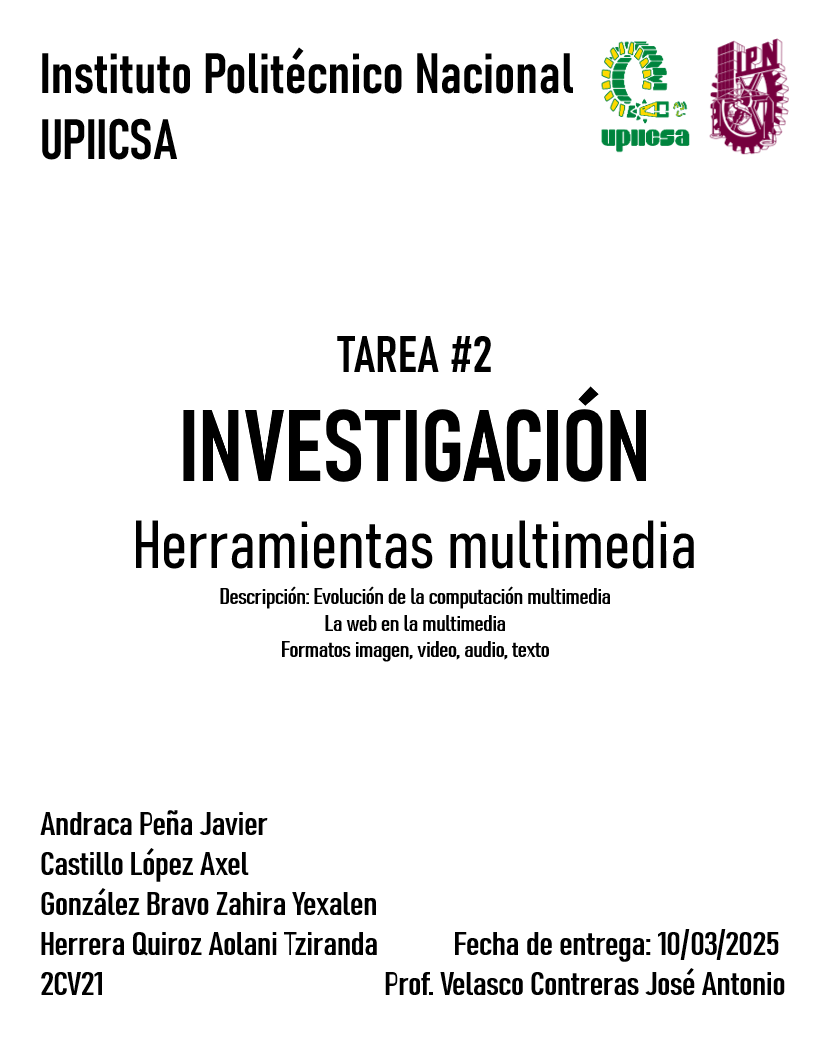 Instituto Politécnico Nacional
UPIICSA
upiicsa
I.P.N
TAREA #2
INVESTIGACIÓN
Herramientas multimedia
Descripción: Evolución de la computación multimedia
La web en la multimedia
Formatos imagen, video, audio, texto
Andraca Peña Javier
Castillo López Axel
González Bravo Zahira Yexalen
Herrera Quiroz Aolani Tziranda
Fecha de entrega: 10/03/2025
2CV21
Prof. Velasco Contreras José Antonio